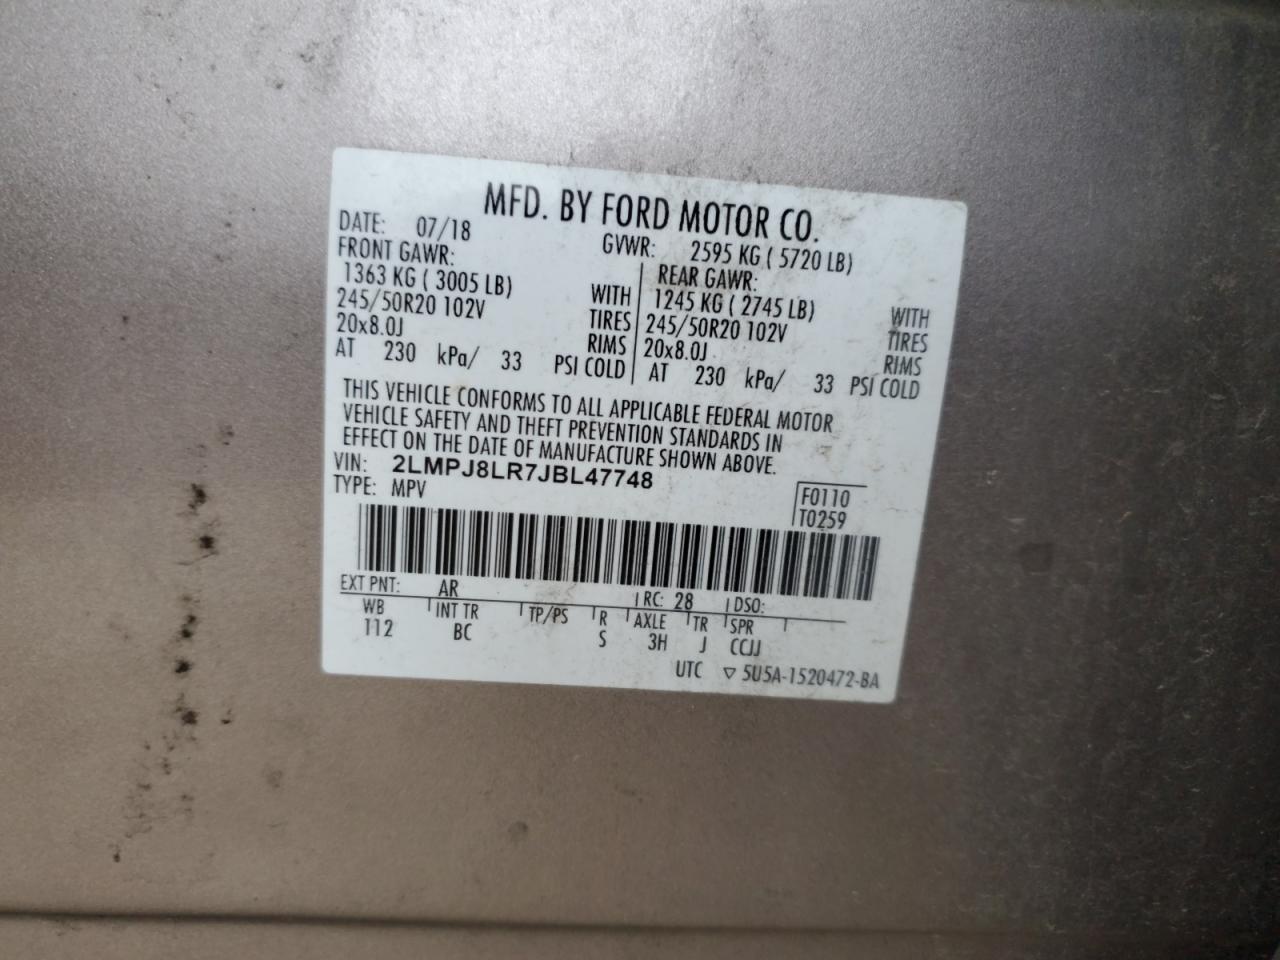 MFD. BY FORD MOTOR CO.
DATE: 07/18 GVWR: 2595 KG ( 5720 LB)
FRONT GAWR: REAR GAWR:
1363 KG ( 3005 LB) WITH 1245 KG ( 2745 LB) WITH
245/50R20 102V TIRES 245/50R20 102V TIRES
20x8.0J RIMS 20x8.0J RIMS
AT 230 kPa/ 33 PSI COLD AT 230 kPa/ 33 PSI COLD
THIS VEHICLE CONFORMS TO ALL APPLICABLE FEDERAL MOTOR
VEHICLE SAFETY AND THEFT PREVENTION STANDARDS IN
EFFECT ON THE DATE OF MANUFACTURE SHOWN ABOVE.
VIN: 2LMPJ8LR7JBL47748
TYPE: MPV F0110
T0259
EXT PNT: AR RC: 28 DSO:
WB INT TR TP/PS R AXLE TR SPR
112 BC S 3H J CCJJ
UTC ▽ 5U5A-1520472-BA